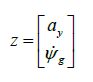 z = [ a_y
ψ̇_g ]